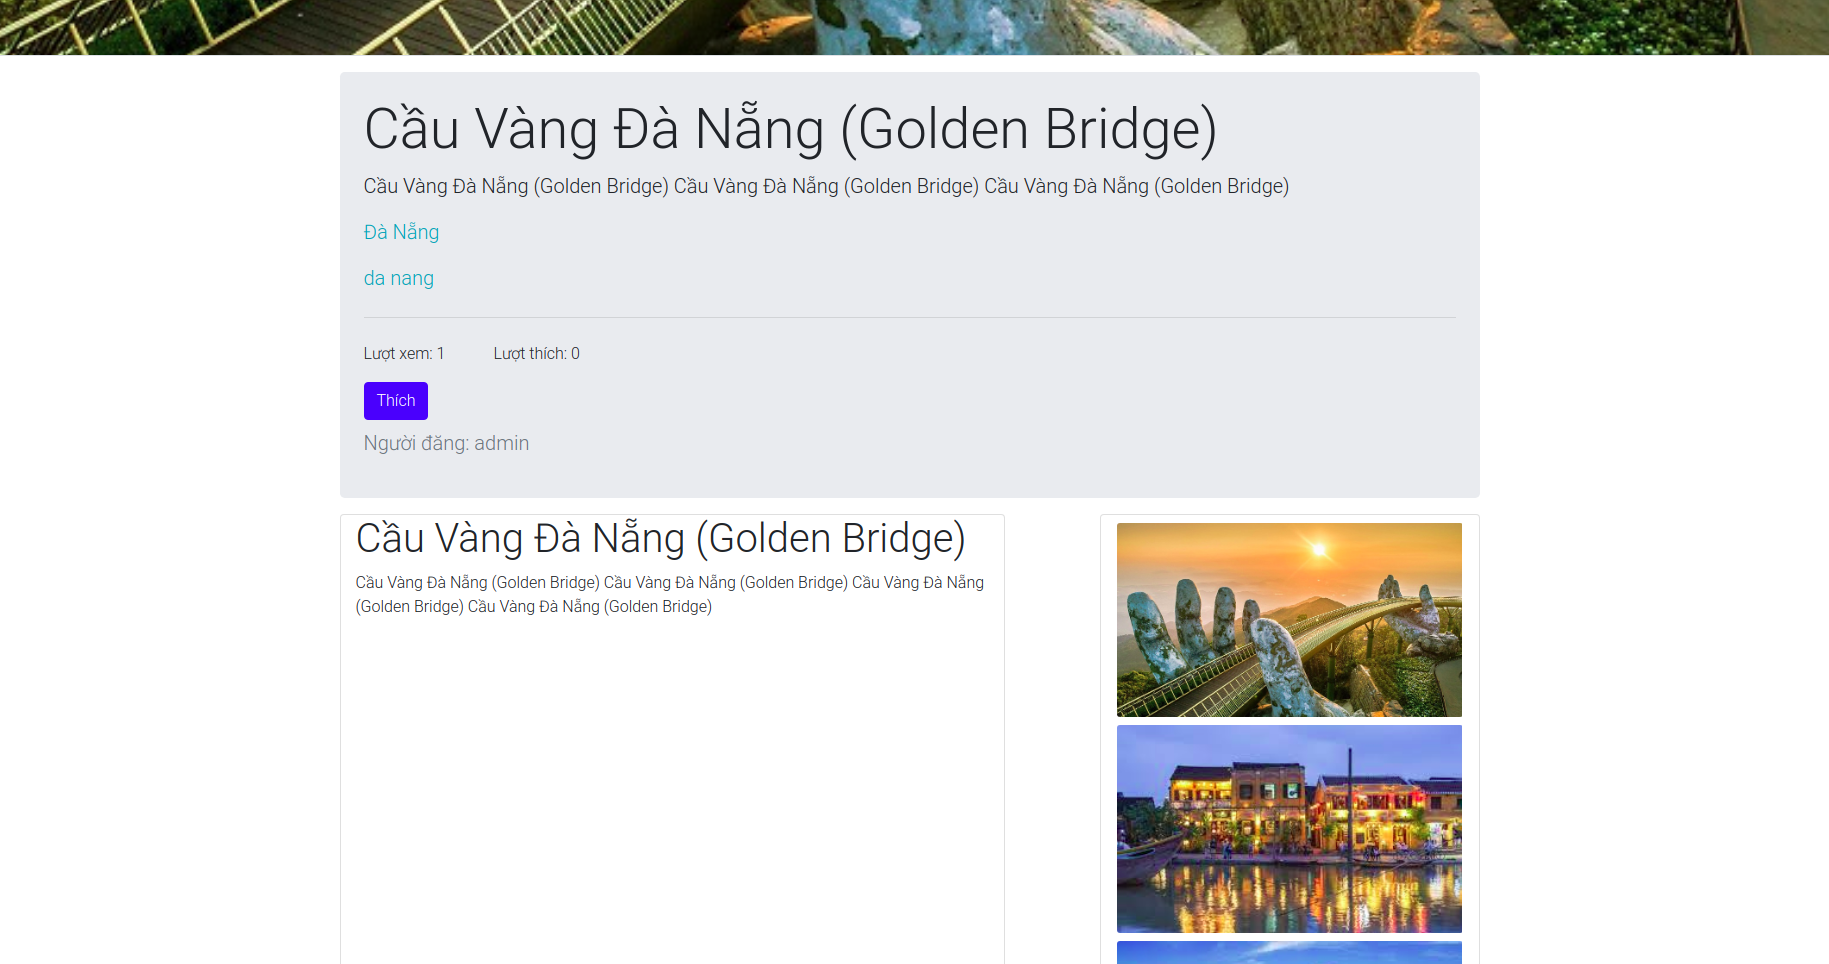 Cầu Vàng Đà Nẵng (Golden Bridge)
Cầu Vàng Đà Nẵng (Golden Bridge) Cầu Vàng Đà Nẵng (Golden Bridge) Cầu Vàng Đà Nẵng (Golden Bridge)
Đà Nẵng
da nang
Lượt xem: 1 Lượt thích: 0
Thích
Người đăng: admin
Cầu Vàng Đà Nẵng (Golden Bridge)
Cầu Vàng Đà Nẵng (Golden Bridge) Cầu Vàng Đà Nẵng (Golden Bridge) Cầu Vàng Đà Nẵng
(Golden Bridge) Cầu Vàng Đà Nẵng (Golden Bridge)